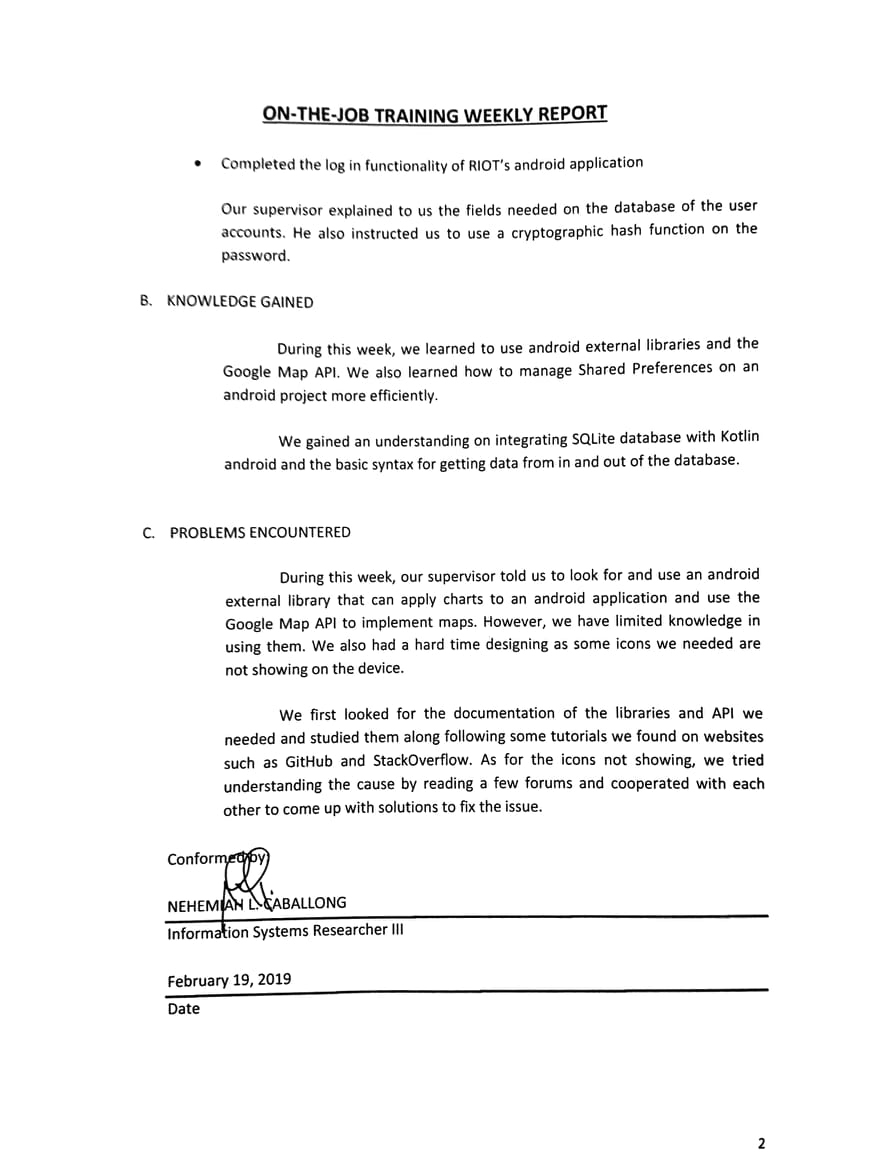 ON-THE-JOB TRAINING WEEKLY REPORT
• Completed the log in functionality of RIOT's android application
Our supervisor explained to us the fields needed on the database of the user
accounts. He also instructed us to use a cryptographic hash function on the
password.
B. KNOWLEDGE GAINED
During this week, we learned to use android external libraries and the
Google Map API. We also learned how to manage Shared Preferences on an
android project more efficiently.
We gained an understanding on integrating SQLite database with Kotlin
android and the basic syntax for getting data from in and out of the database.
C. PROBLEMS ENCOUNTERED
During this week, our supervisor told us to look for and use an android
external library that can apply charts to an android application and use the
Google Map API to implement maps. However, we have limited knowledge in
using them. We also had a hard time designing as some icons we needed are
not showing on the device.
We first looked for the documentation of the libraries and API we
needed and studied them along following some tutorials we found on websites
such as GitHub and StackOverflow. As for the icons not showing, we tried
understanding the cause by reading a few forums and cooperated with each
other to come up with solutions to fix the issue.
Conformed by
NEHEMIAH L. CABALLONG
Information Systems Researcher III
February 19, 2019
Date
2